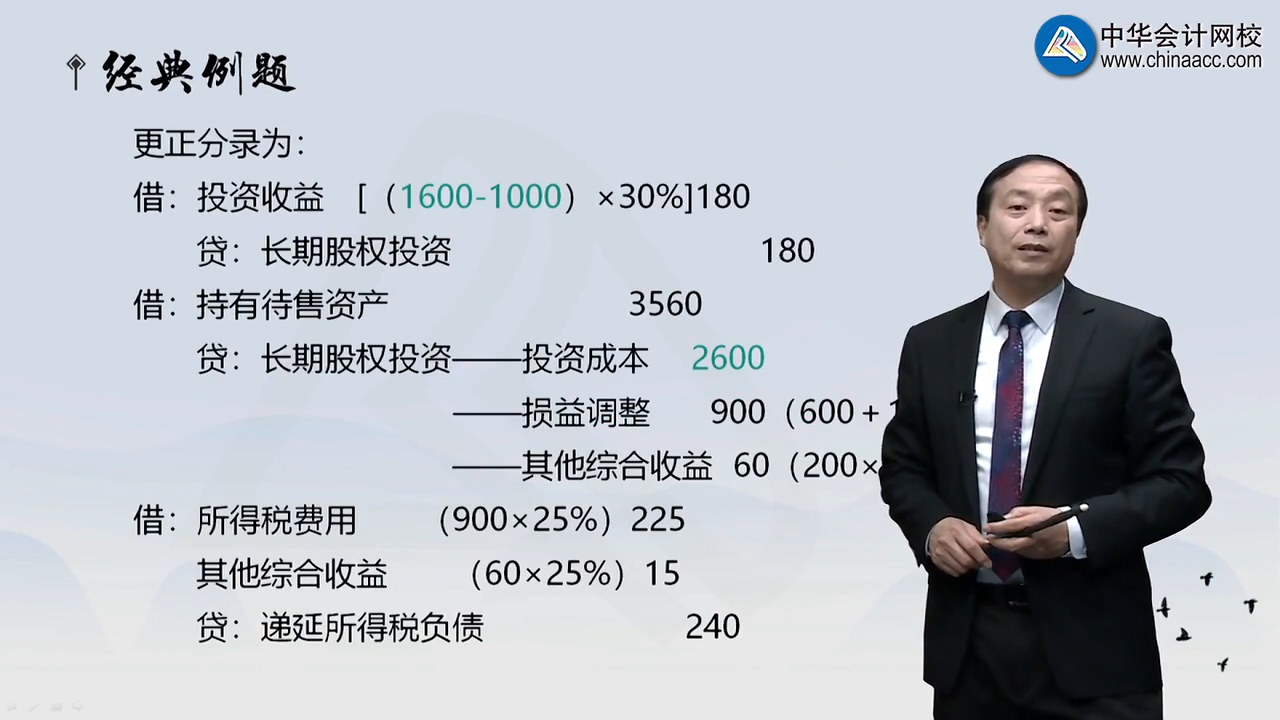 中华会计网校
www.chinaacc.com
经典例题
更正分录为：
借：投资收益 [（1600-1000）×30%]180
贷：长期股权投资 180
借：持有待售资产 3560
贷：长期股权投资——投资成本 2600
——损益调整 900（600＋
——其他综合收益 60（200×
借：所得税费用 （900×25%）225
其他综合收益 （60×25%）15
贷：递延所得税负债 240